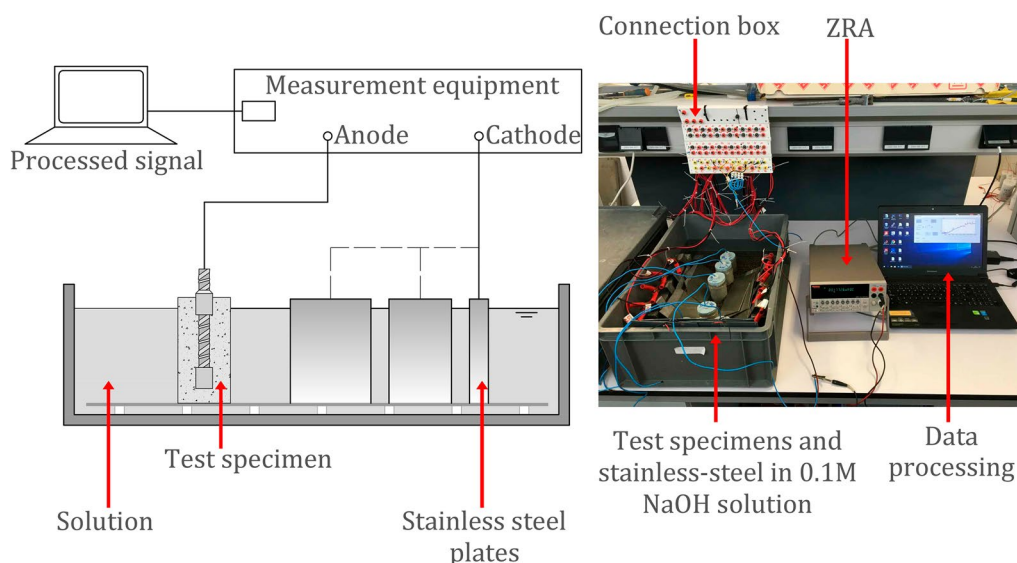 Connection box
ZRA
Measurement equipment
Anode
Cathode
Processed signal
Test specimen
Solution
Stainless steel
plates
Test specimens and
stainless-steel in 0.1M
NaOH solution
Data
processing